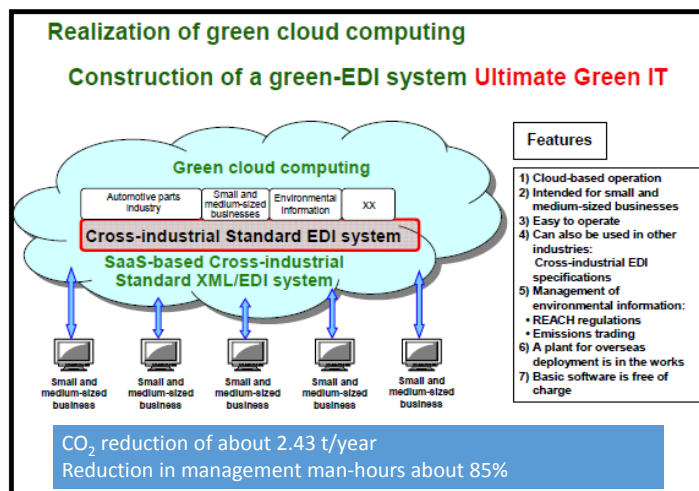 Realization of green cloud computing
Construction of a green-EDI system Ultimate Green IT
Green cloud computing
Automotive parts
Industry
Small and
medium-sized
businesses
Environmental
Information
XX
Cross-industrial Standard EDI system
SaaS-based Cross-industrial
Standard XML/EDI system
Small and
medium-sized
business
Small and
medium-sized
business
Small and
medium-sized
business
Small and
medium-sized
business
Small and
medium-sized
business
Features
1) Cloud-based operation
2) Intended for small and
medium-sized businesses
3) Easy to operate
4) Can also be used in other
industries:
Cross-industrial EDI
specifications
5) Management of
environmental information:
• REACH regulations
• Emissions trading
6) A plant for overseas
deployment is in the works
7) Basic software is free of
charge
CO₂ reduction of about 2.43 t/year
Reduction in management man-hours about 85%